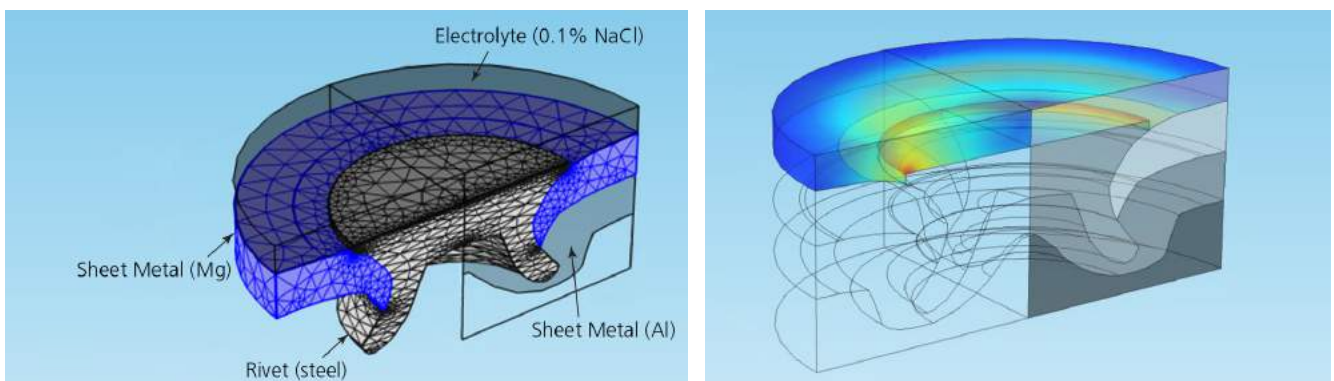 Electrolyte (0.1% NaCl)
Sheet Metal (Mg)
Sheet Metal (Al)
Rivet (steel)